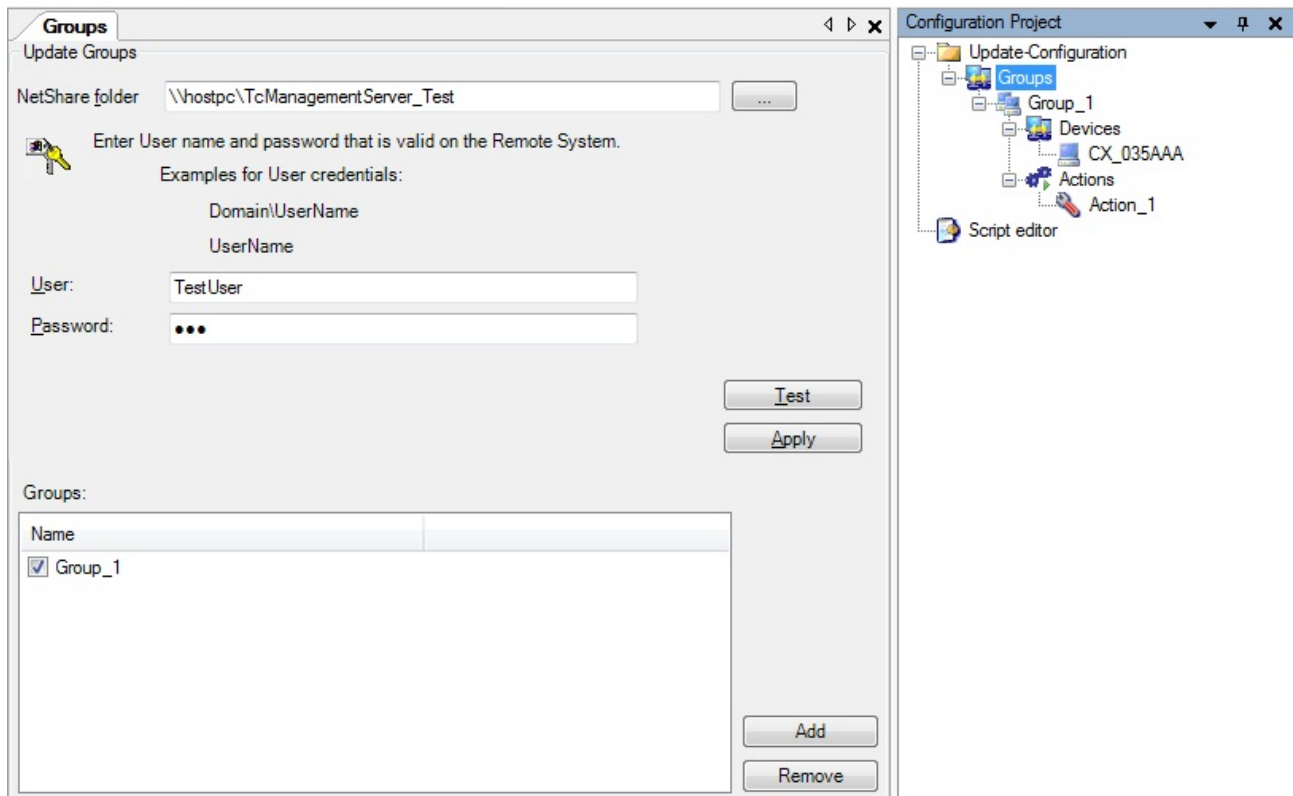 Groups
Update Groups
NetShare folder
\\hostpc\TcManagementServer_Test
...
Enter User name and password that is valid on the Remote System.
Examples for User credentials:
Domain\UserName
UserName
User:
TestUser
Password:
●●●
Test
Apply
Groups:
Name
Group_1
Add
Remove
Configuration Project
Update-Configuration
Groups
Group_1
Devices
CX_035AAA
Actions
Action_1
Script editor